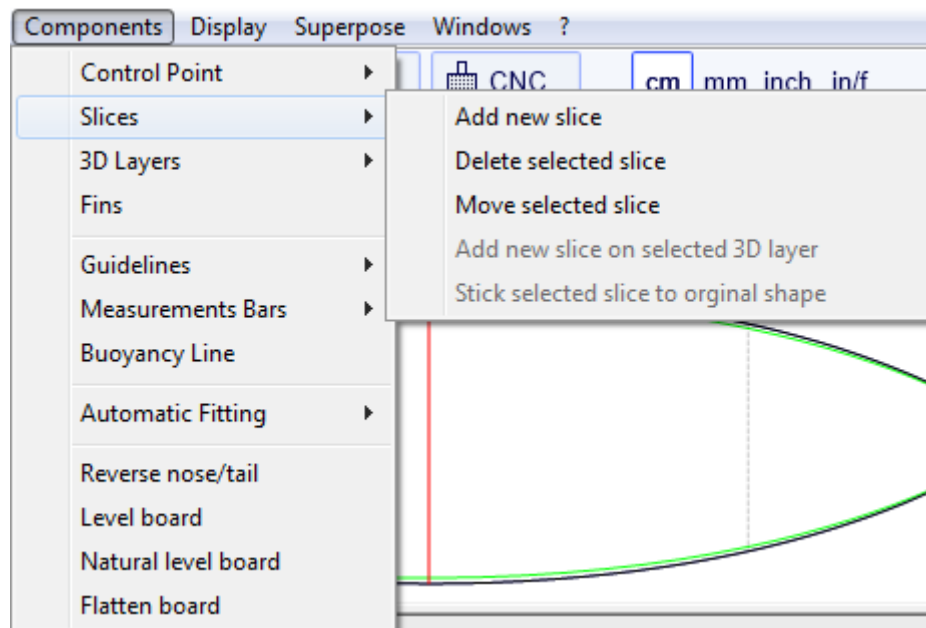 Components Display Superpose Windows ?
CNC cm mm inch in/f
Control Point
Slices
3D Layers
Fins
Guidelines
Measurements Bars
Buoyancy Line
Automatic Fitting
Reverse nose/tail
Level board
Natural level board
Flatten board
Add new slice
Delete selected slice
Move selected slice
Add new slice on selected 3D layer
Stick selected slice to orginal shape